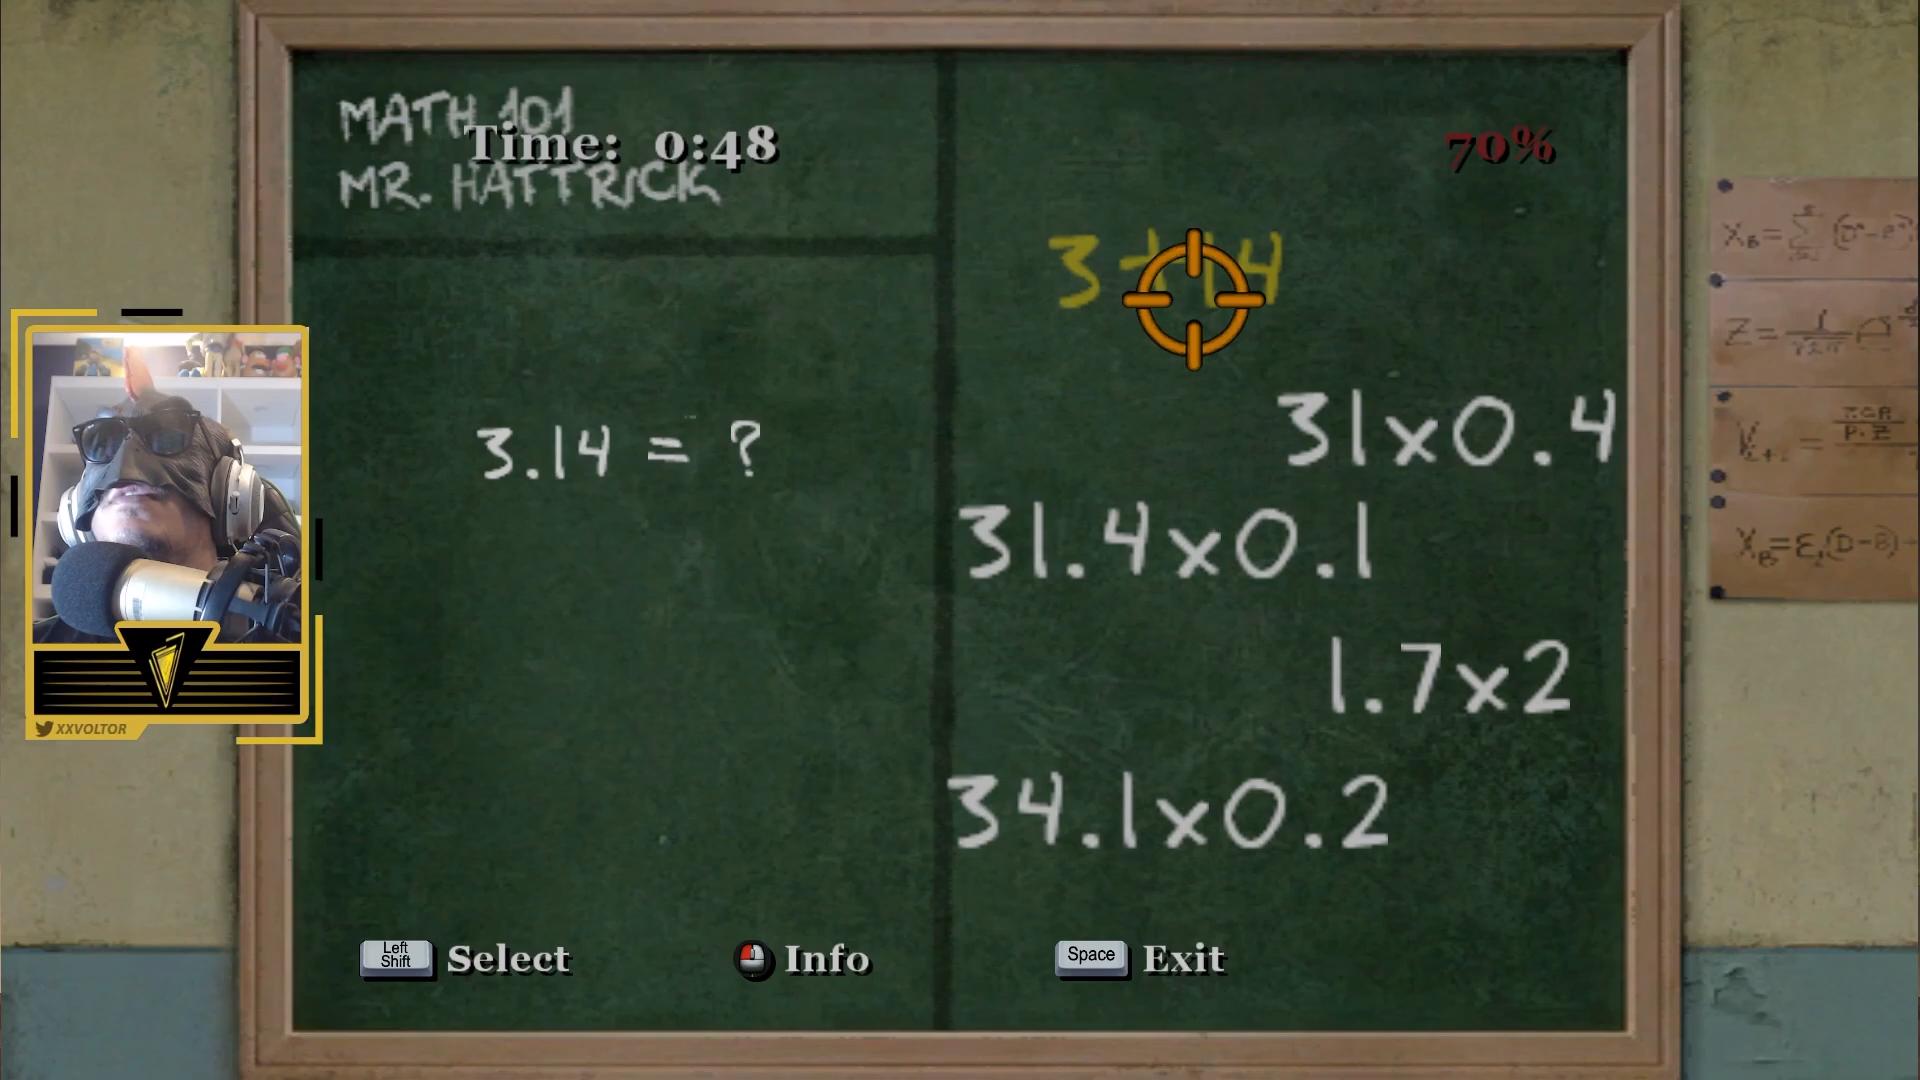 MATH 101
Time: 0:48
70%
MR. HATTRICK
31x0.4
3.14 = ?
31.4x0.1
1.7x2
34.1x0.2
XXVOLTOR
Left Shift Select
Info
Space Exit